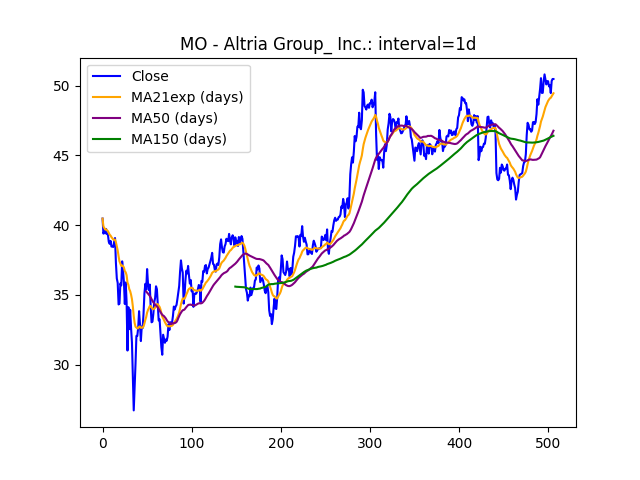 MO - Altria Group_ Inc.: interval=1d
Close
MA21exp (days)
MA50 (days)
MA150 (days)
50
45
40
35
30
0
100
200
300
400
500